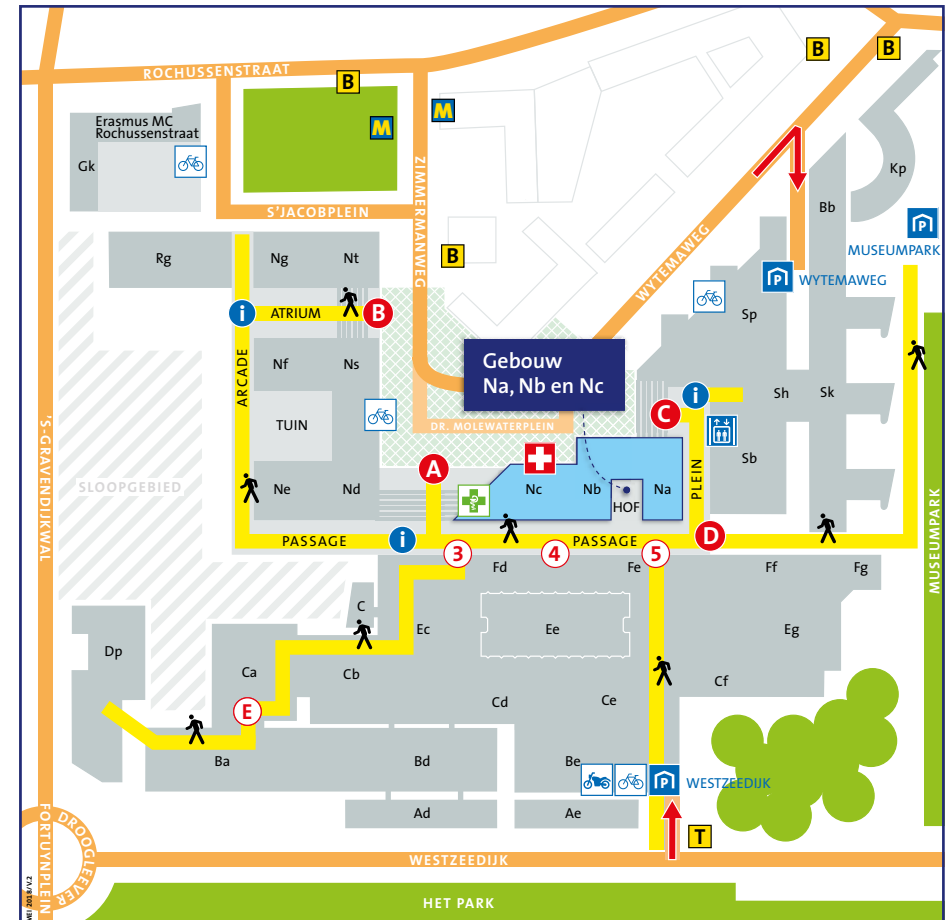 ROCHUSSENSTRAAT
B
B
B
Erasmus MC
Rochussenstraat
Gk
M
M
ZIMMERMANWEG
Kp
Bb
S'JACOBPLEIN
P
MUSEUMPARK
WYTEMAWEG
B
Rg
Ng
Nt
P
WYTEMAWEG
i
ATRIUM
B
Sp
ARCADE
Nf
Ns
Gebouw
Na, Nb en Nc
i
Sh
Sk
TUIN
C
DR. MOLEWATERPLEIN
'S-GRAVENDIJKWAL
SLOOPGEBIED
A
PLEIN
Sb
Ne
Nd
Nc
Nb
Na
HOF
PASSAGE
i
PASSAGE
D
3
4
5
Fd
Fe
Ff
Fg
MUSEUMPARK
C
Ec
Ee
Eg
Dp
Ca
Cb
Cd
Ce
Cf
E
Ba
Bd
Be
P
WESTZEEDIJK
Ad
Ae
T
DROOGLEEVER
FORTUYNPLEIN
WESTZEEDIJK
HET PARK